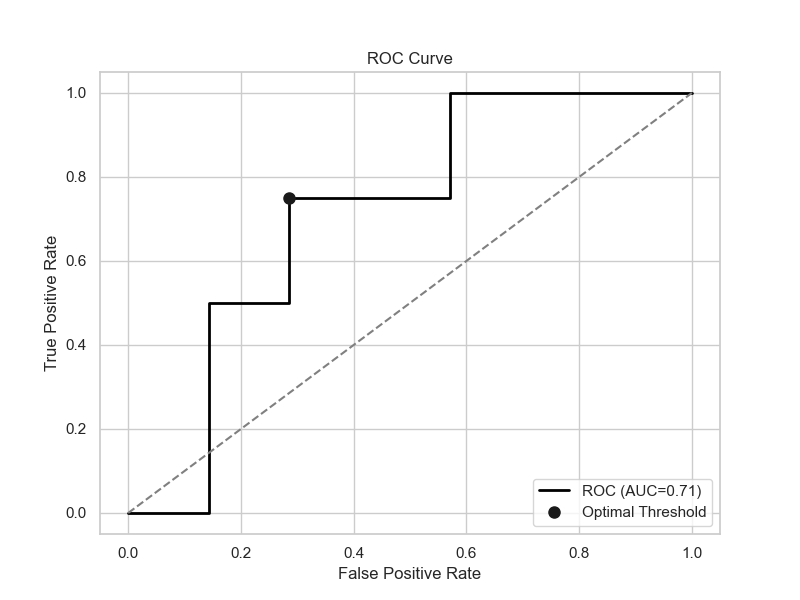 ROC Curve
1.0
0.8
0.6
0.4
0.2
0.0
True Positive Rate
0.0 0.2 0.4 0.6 0.8 1.0
False Positive Rate
ROC (AUC=0.71)
Optimal Threshold